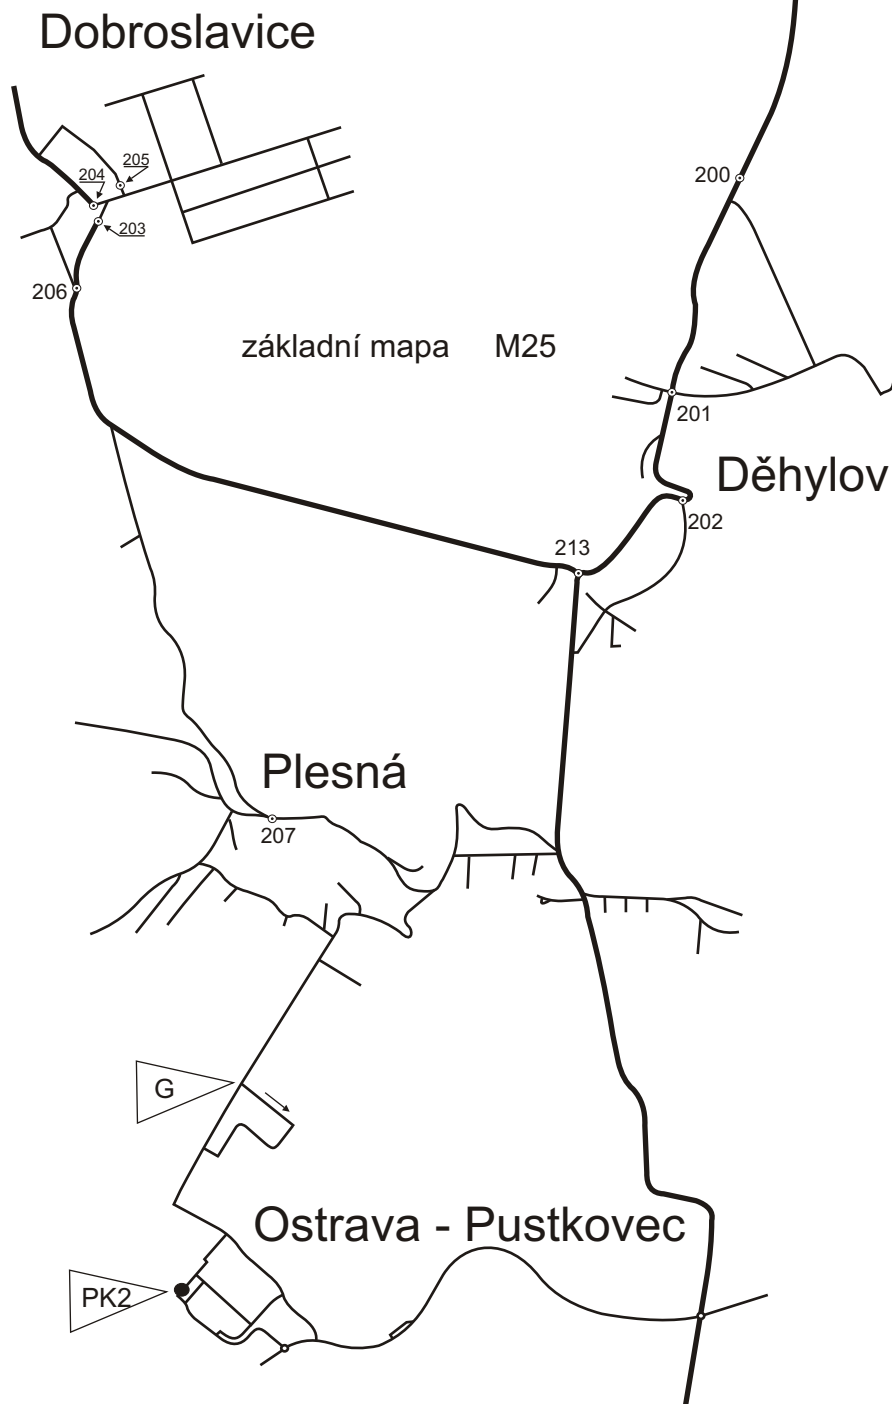 Dobroslavice
205
204
200
203
206
základní mapa M25
201
Děhylov
202
213
Plesná
207
G
Ostrava - Pustkovec
PK2